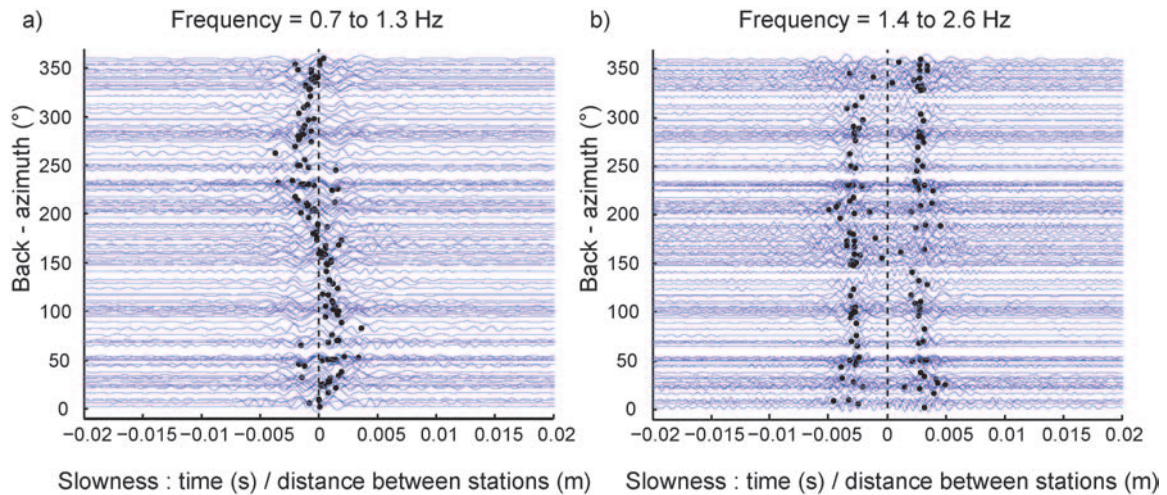 a) Frequency = 0.7 to 1.3 Hz
b) Frequency = 1.4 to 2.6 Hz
Back - azimuth (°)
350
300
250
200
150
100
50
0
−0.02 −0.015 −0.01 −0.005 0 0.005 0.01 0.015 0.02
Slowness : time (s) / distance between stations (m)
Back - azimuth (°)
350
300
250
200
150
100
50
0
−0.02 −0.015 −0.01 −0.005 0 0.005 0.01 0.015 0.02
Slowness : time (s) / distance between stations (m)